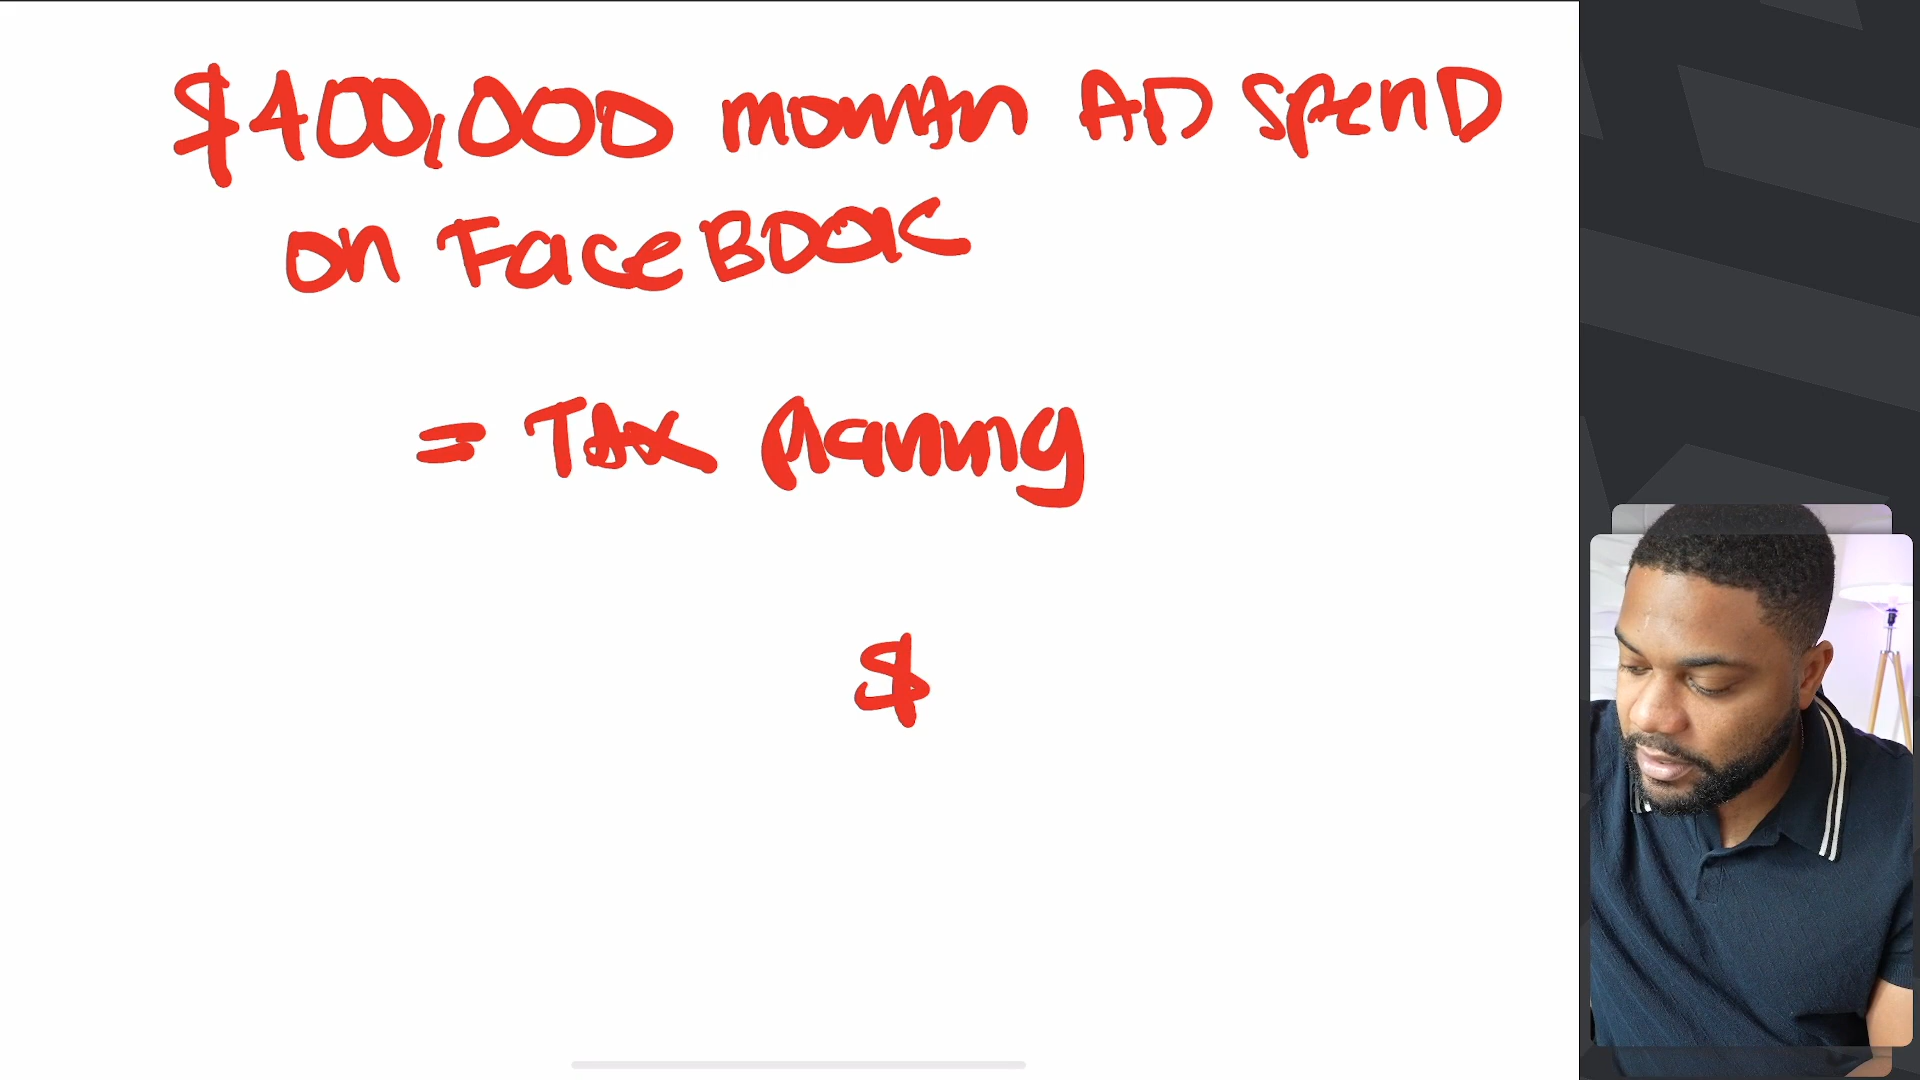 $400,000 month AD SpenD
on FaceBook
= TAX planning
$